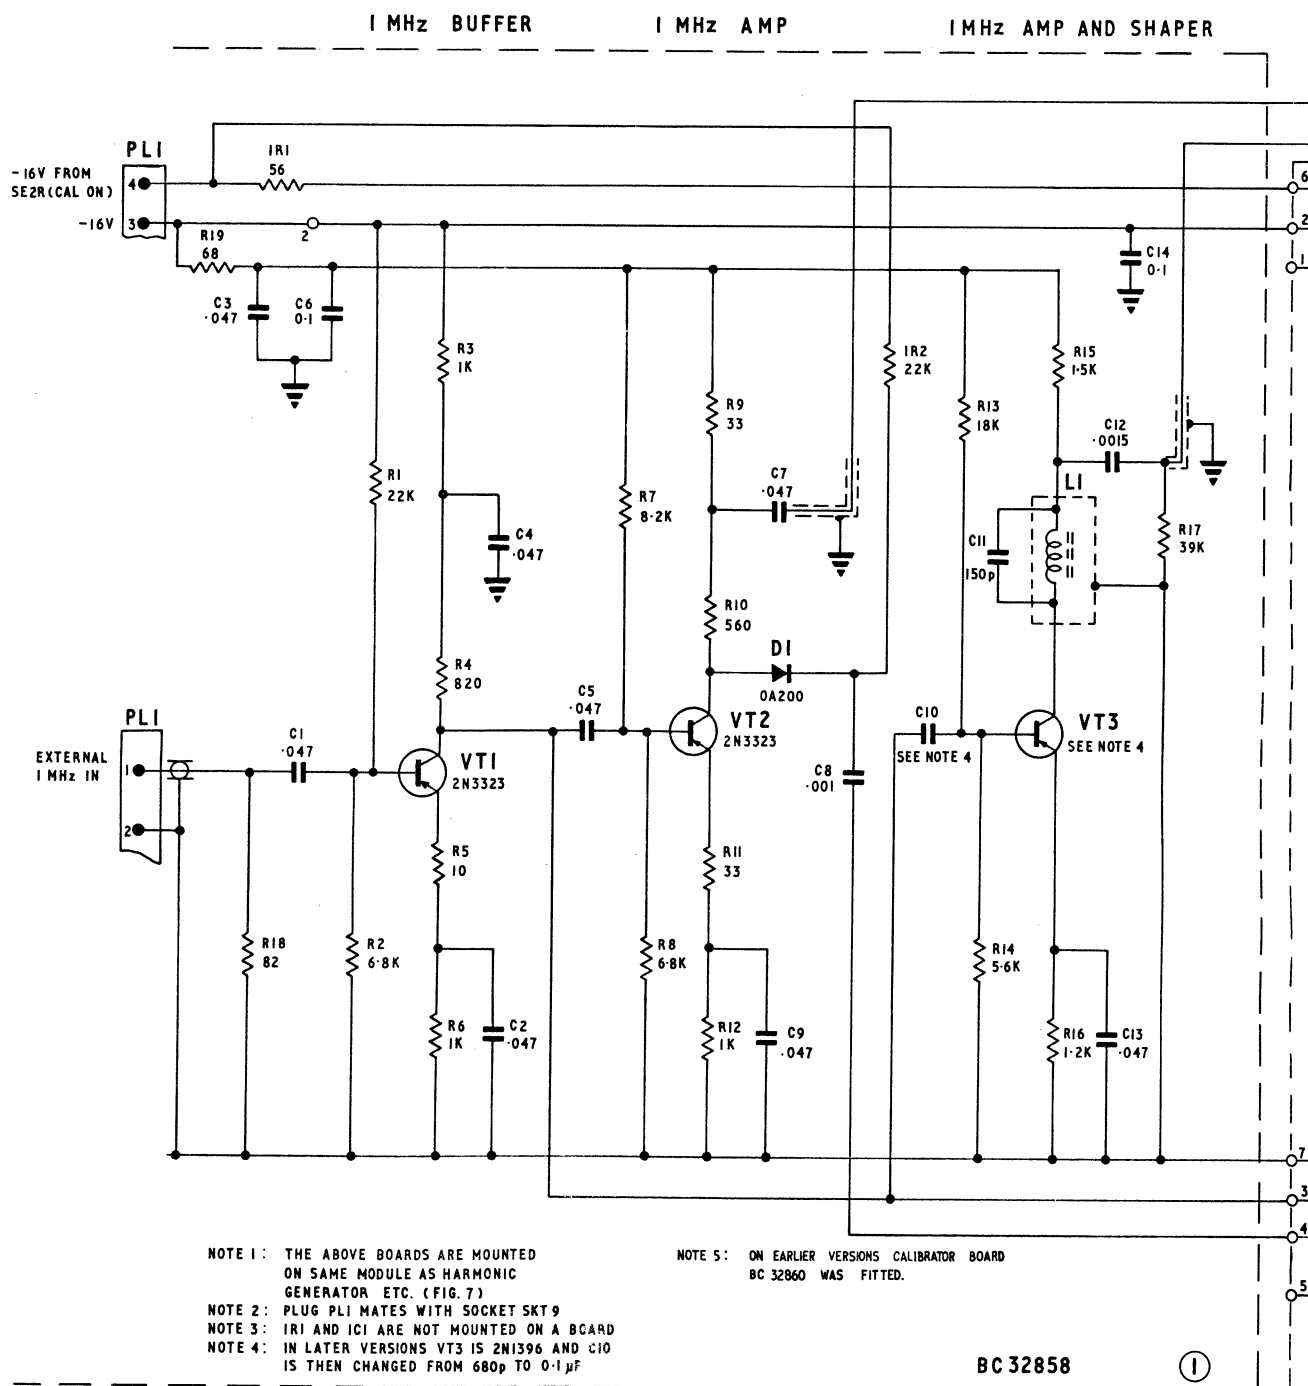 1 MHz BUFFER
1 MHz AMP
1MHz AMP AND SHAPER
PL1
-16V FROM
SE2R(CAL ON)
4
1R1
56
-16V
3
2
R19
68
6
2
1
C3
·047
C6
0·1
C14
0·1
R3
1K
1R2
22K
R15
1·5K
R9
33
R13
18K
C12
·0015
R1
22K
C7
·047
R7
8·2K
L1
C4
·047
C11
150p
R17
39K
R10
560
R4
820
D1
OA200
C5
·047
PL1
EXTERNAL
1 MHz IN
1
2
C1
·047
VT1
2N3323
VT2
2N3323
C10
SEE NOTE 4
VT3
SEE NOTE 4
C8
·001
R5
10
R11
33
R18
82
R2
6·8K
R8
6·8K
R14
5·6K
R6
1K
C2
·047
R12
1K
C9
·047
R16
1·2K
C13
·047
7
3
4
5
NOTE 1: THE ABOVE BOARDS ARE MOUNTED
ON SAME MODULE AS HARMONIC
GENERATOR ETC. (FIG. 7)
NOTE 2: PLUG PL1 MATES WITH SOCKET SKT 9
NOTE 3: 1R1 AND 1C1 ARE NOT MOUNTED ON A BOARD
NOTE 4: IN LATER VERSIONS VT3 IS 2N1396 AND C10
IS THEN CHANGED FROM 680p TO 0·1µF
NOTE 5: ON EARLIER VERSIONS CALIBRATOR BOARD
BC 32860 WAS FITTED.
BC 32858
1